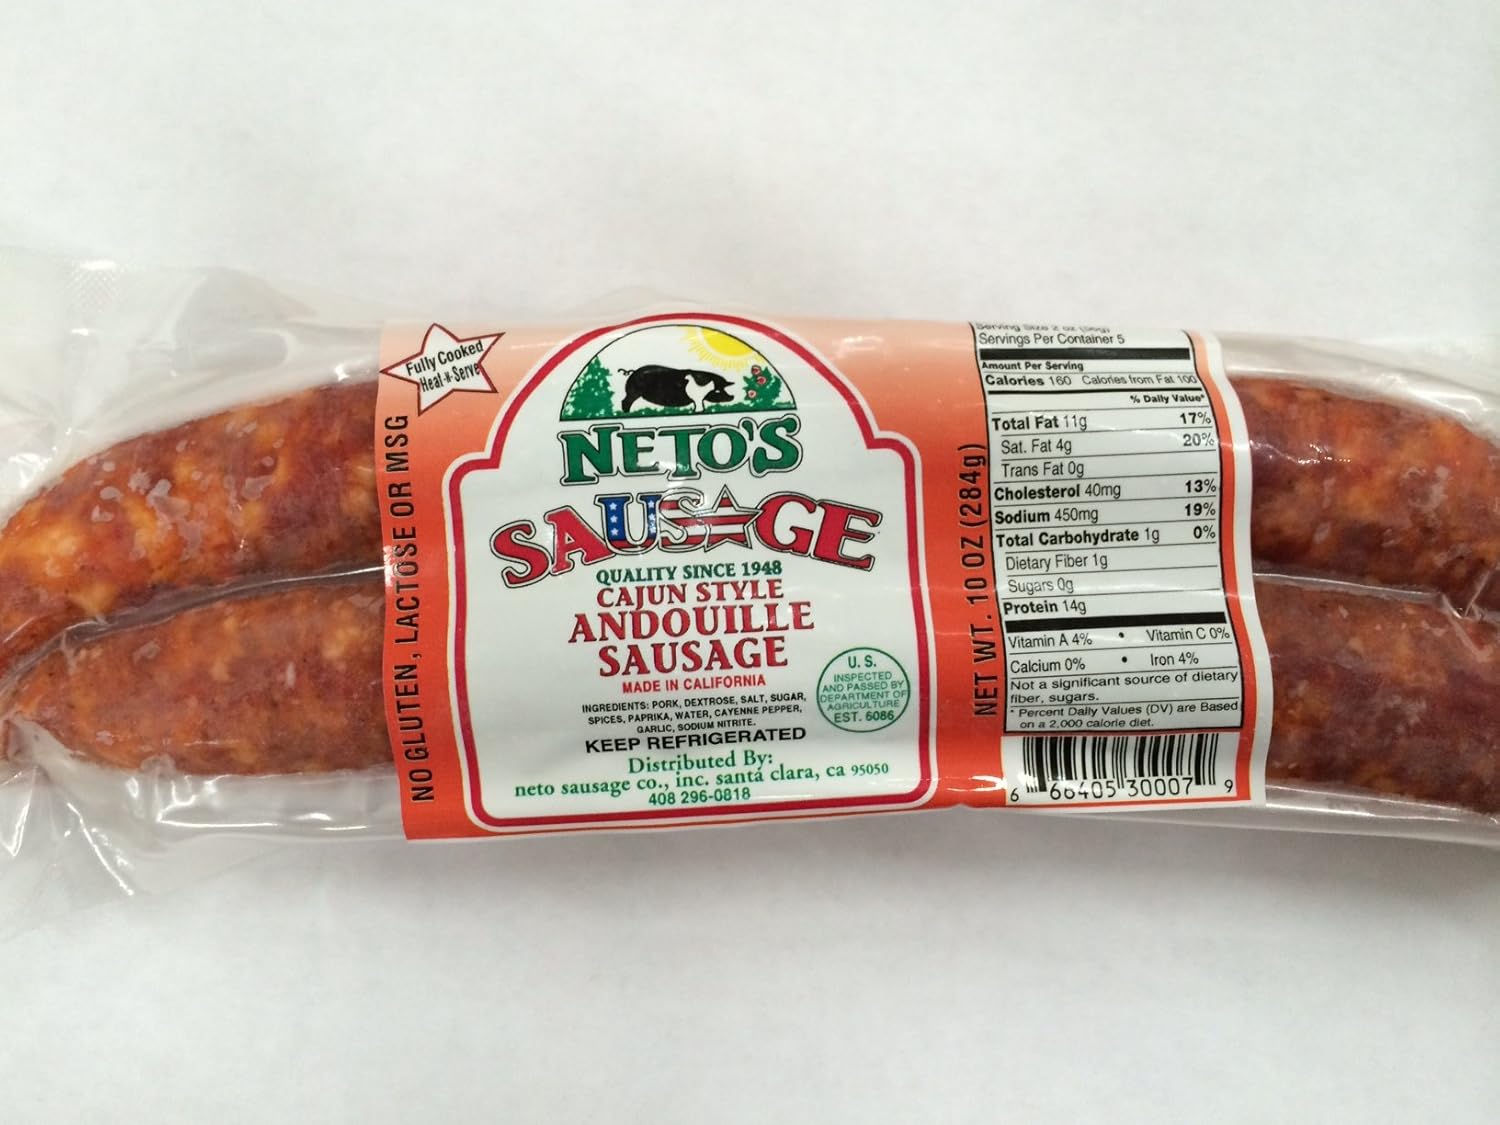 Fully Cooked
Heat-N-Serve
NO GLUTEN, LACTOSE OR MSG
NETO'S
SAUSAGE
QUALITY SINCE 1948
CAJUN STYLE
ANDOUILLE
SAUSAGE
MADE IN CALIFORNIA
INGREDIENTS: PORK, DEXTROSE, SALT, SUGAR,
SPICES, PAPRIKA, WATER, CAYENNE PEPPER,
GARLIC, SODIUM NITRITE.
KEEP REFRIGERATED
Distributed By:
neto sausage co., inc. santa clara, ca 95050
408 296-0818
U.S.
INSPECTED
AND PASSED BY
DEPARTMENT OF
AGRICULTURE
EST. 6086
NET WT. 10 OZ (284g)
Serving Size 2 oz (56g)
Servings Per Container 5
Amount Per Serving
Calories 160 Calories from Fat 100
% Daily Value*
Total Fat 11g 17%
Sat. Fat 4g 20%
Trans Fat 0g
Cholesterol 40mg 13%
Sodium 450mg 19%
Total Carbohydrate 1g 0%
Dietary Fiber 1g
Sugars 0g
Protein 14g
Vitamin A 4% • Vitamin C 0%
Calcium 0% • Iron 4%
Not a significant source of dietary
fiber, sugars.
* Percent Daily Values (DV) are Based
on a 2,000 calorie diet.
6 66405 30007 9